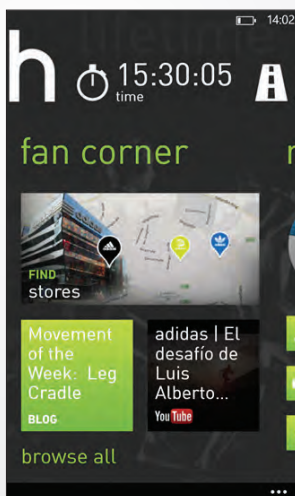 lifetime
14:02
h
15:30:05
time
fan corner
FIND
stores
Movement
of the
Week: Leg
Cradle
BLOG
adidas | El
desafío de
Luis
Alberto...
YouTube
browse all